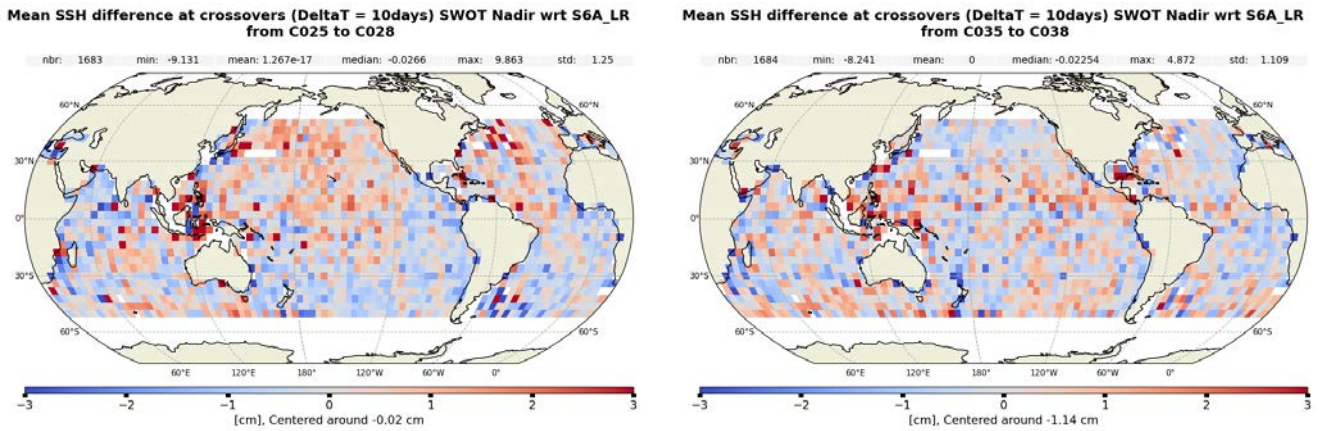 Mean SSH difference at crossovers (DeltaT = 10days) SWOT Nadir wrt S6A_LR
from C025 to C028
nbr: 1683 min: -9.131 mean: 1.267e-17 median: -0.0266 max: 9.863 std: 1.25
60°N
30°N
0°
30°S
60°S
60°S
60°E 120°E 180° 120°W 60°W 0°
−3 −2 −1 0 1 2 3
[cm], Centered around -0.02 cm
Mean SSH difference at crossovers (DeltaT = 10days) SWOT Nadir wrt S6A_LR
from C035 to C038
nbr: 1684 min: -8.241 mean: 0 median: -0.02254 max: 4.872 std: 1.109
60°N
30°N
0°
30°S
60°S
60°S
60°E 120°E 180° 120°W 60°W 0°
−3 −2 −1 0 1 2 3
[cm], Centered around -1.14 cm